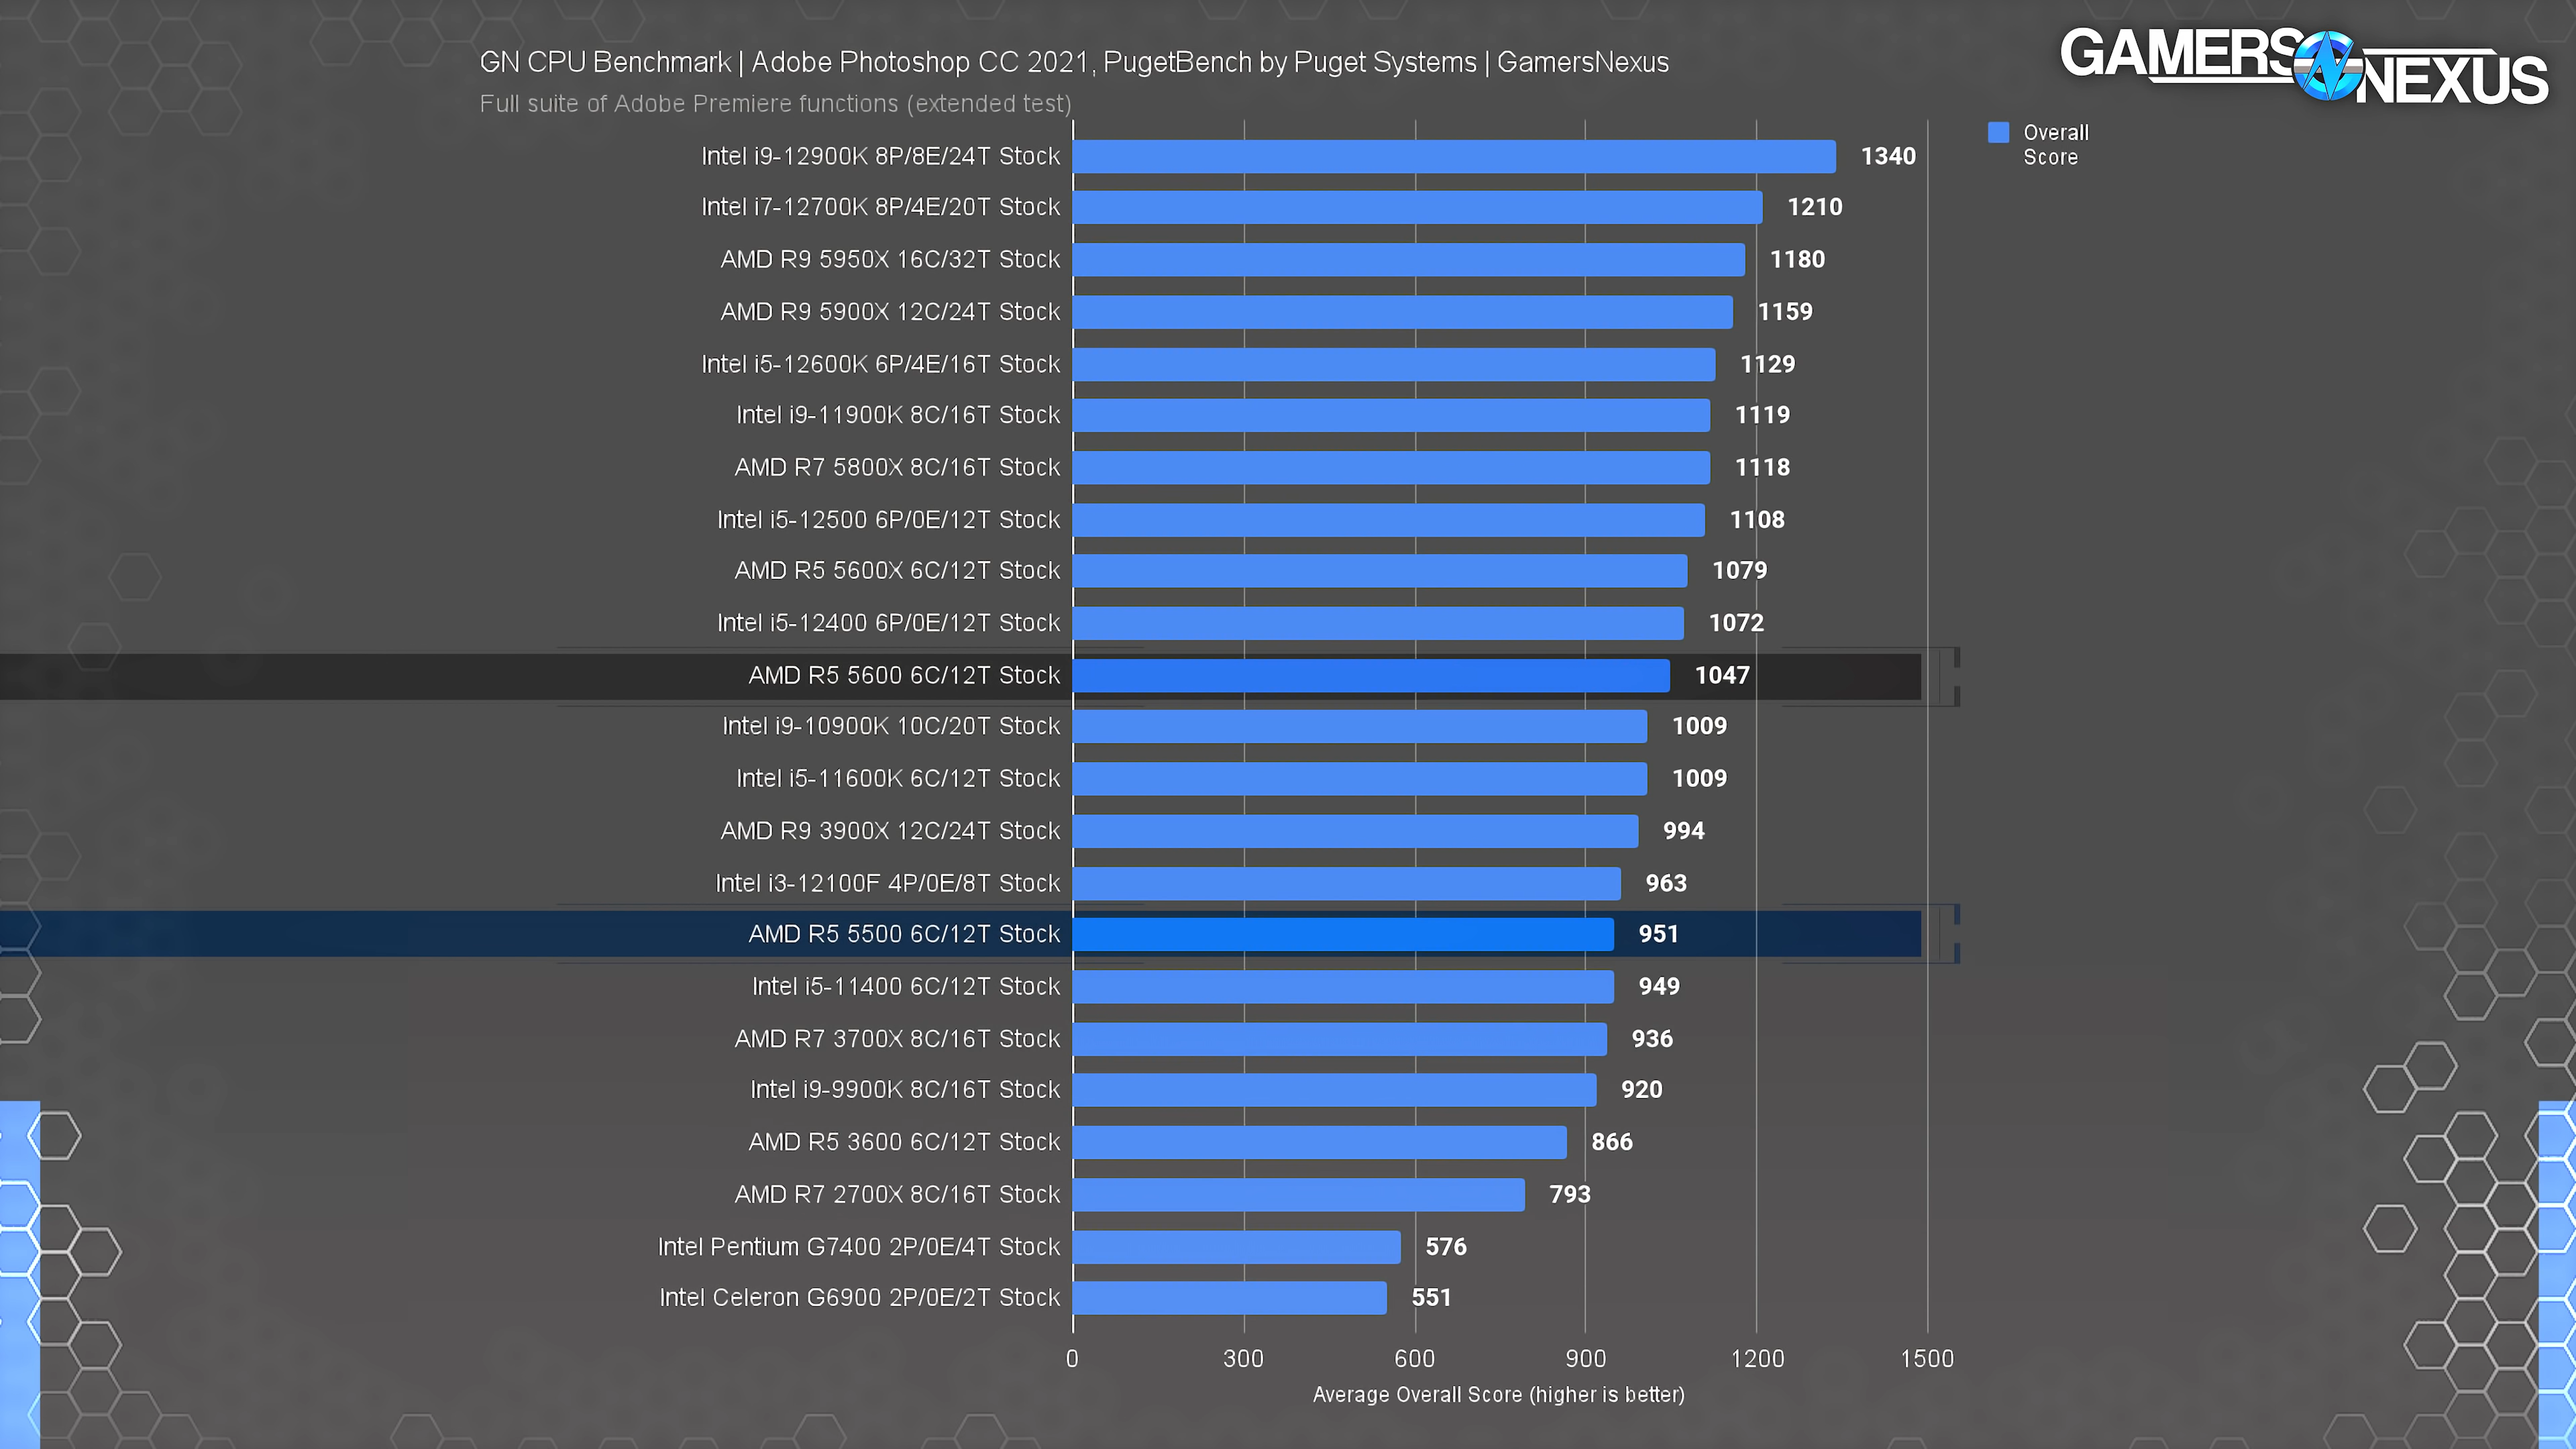 GAMERS NEXUS
GN CPU Benchmark | Adobe Photoshop CC 2021, PugetBench by Puget Systems | GamersNexus
Full suite of Adobe Premiere functions (extended test)
Overall
Score
Intel i9-12900K 8P/8E/24T Stock 1340
Intel i7-12700K 8P/4E/20T Stock 1210
AMD R9 5950X 16C/32T Stock 1180
AMD R9 5900X 12C/24T Stock 1159
Intel i5-12600K 6P/4E/16T Stock 1129
Intel i9-11900K 8C/16T Stock 1119
AMD R7 5800X 8C/16T Stock 1118
Intel i5-12500 6P/0E/12T Stock 1108
AMD R5 5600X 6C/12T Stock 1079
Intel i5-12400 6P/0E/12T Stock 1072
AMD R5 5600 6C/12T Stock 1047
Intel i9-10900K 10C/20T Stock 1009
Intel i5-11600K 6C/12T Stock 1009
AMD R9 3900X 12C/24T Stock 994
Intel i3-12100F 4P/0E/8T Stock 963
AMD R5 5500 6C/12T Stock 951
Intel i5-11400 6C/12T Stock 949
AMD R7 3700X 8C/16T Stock 936
Intel i9-9900K 8C/16T Stock 920
AMD R5 3600 6C/12T Stock 866
AMD R7 2700X 8C/16T Stock 793
Intel Pentium G7400 2P/0E/4T Stock 576
Intel Celeron G6900 2P/0E/2T Stock 551
0 300 600 900 1200 1500
Average Overall Score (higher is better)